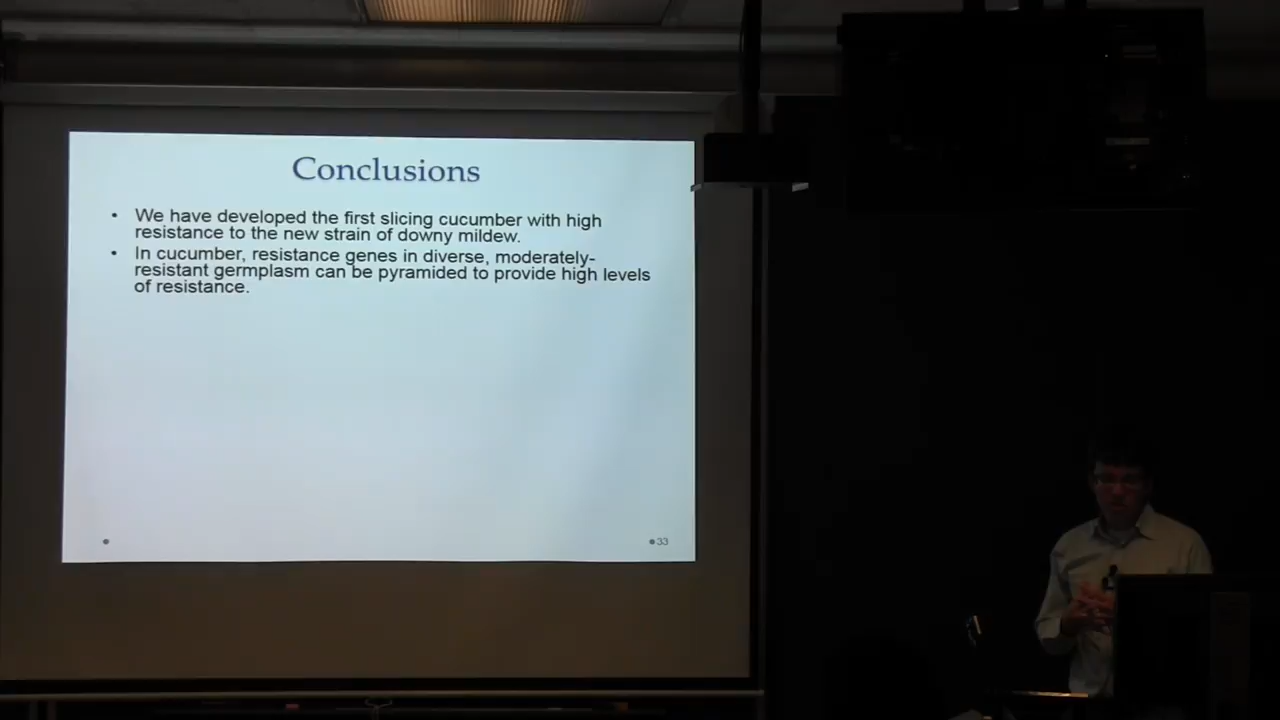 Conclusions
• We have developed the first slicing cucumber with high
resistance to the new strain of downy mildew.
• In cucumber, resistance genes in diverse, moderately-
resistant germplasm can be pyramided to provide high levels
of resistance.
33